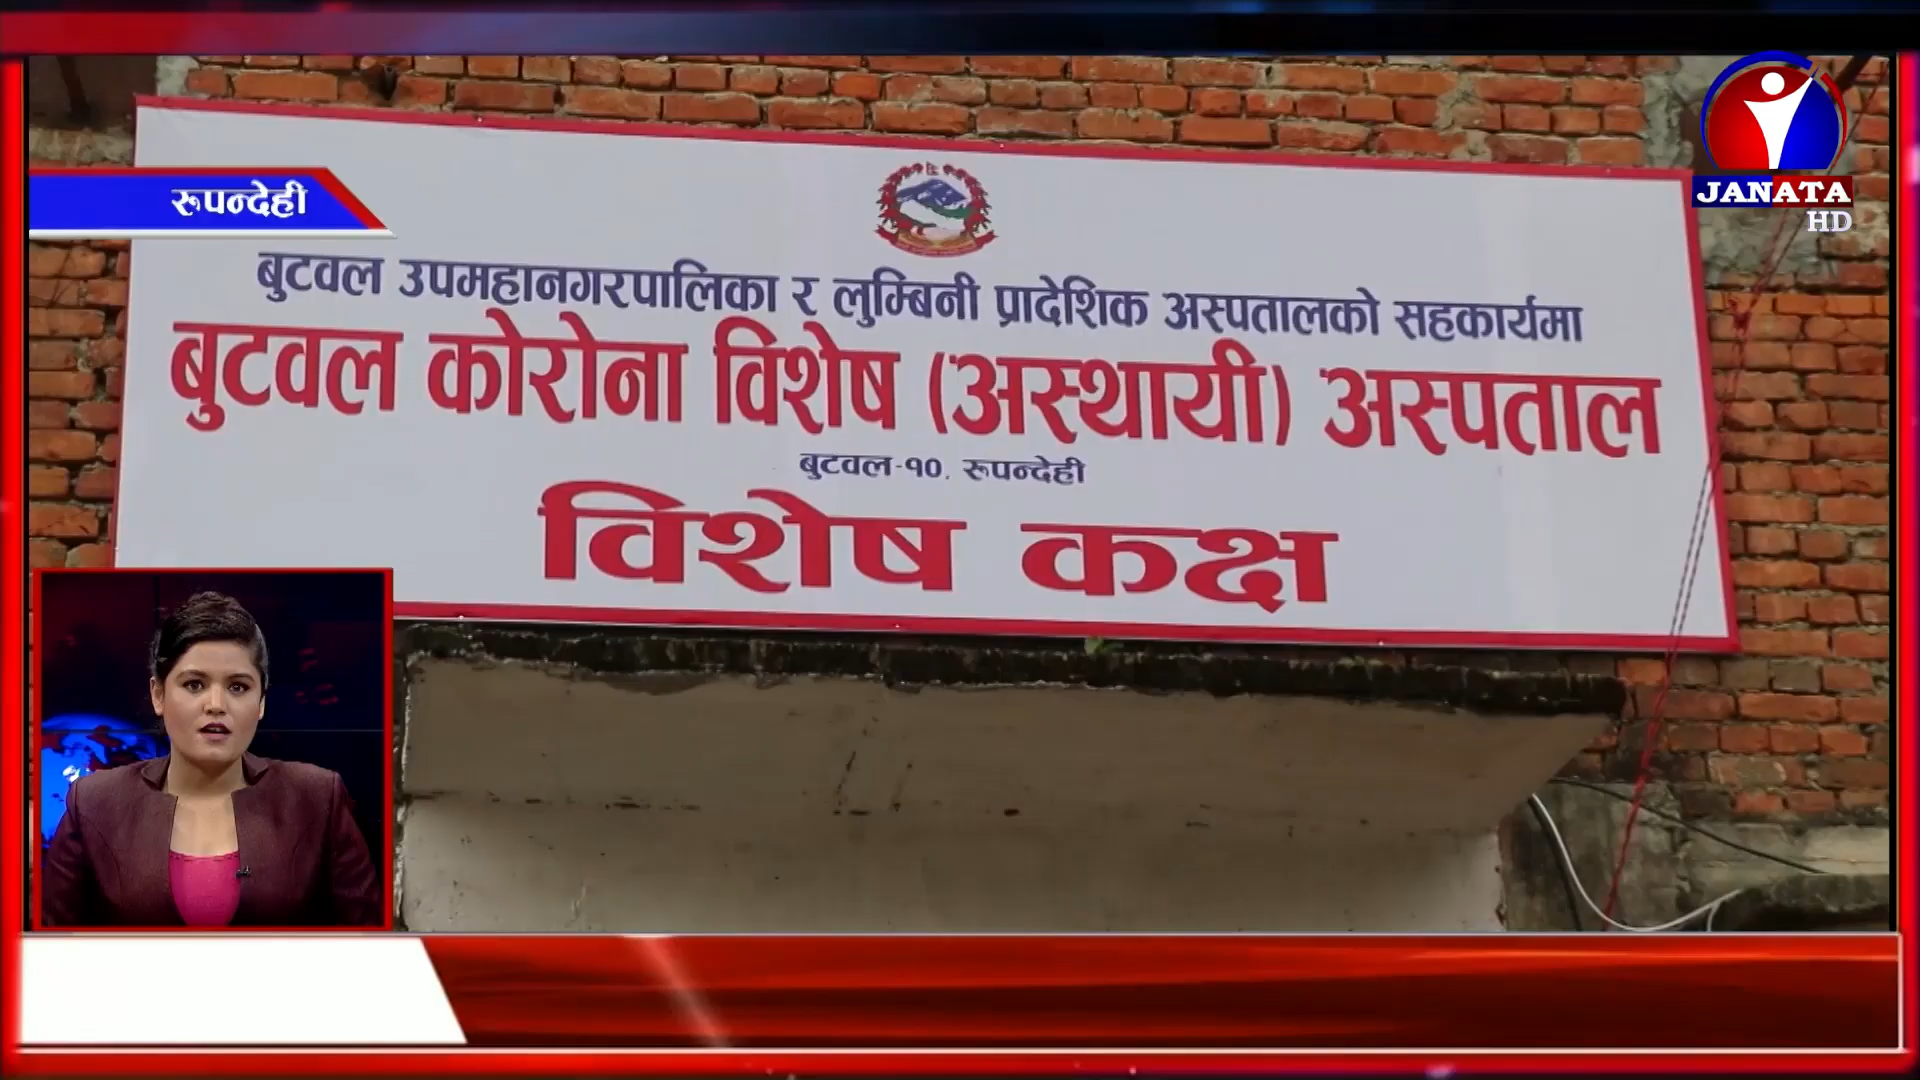 JANATA
HD
रुपन्देही
बुटवल उपमहानगरपालिका र लुम्बिनी प्रादेशिक अस्पतालको सहकार्यमा
बुटवल कोरोना विशेष (अस्थायी) अस्पताल
बुटवल-१०, रुपन्देही
विशेष कक्ष